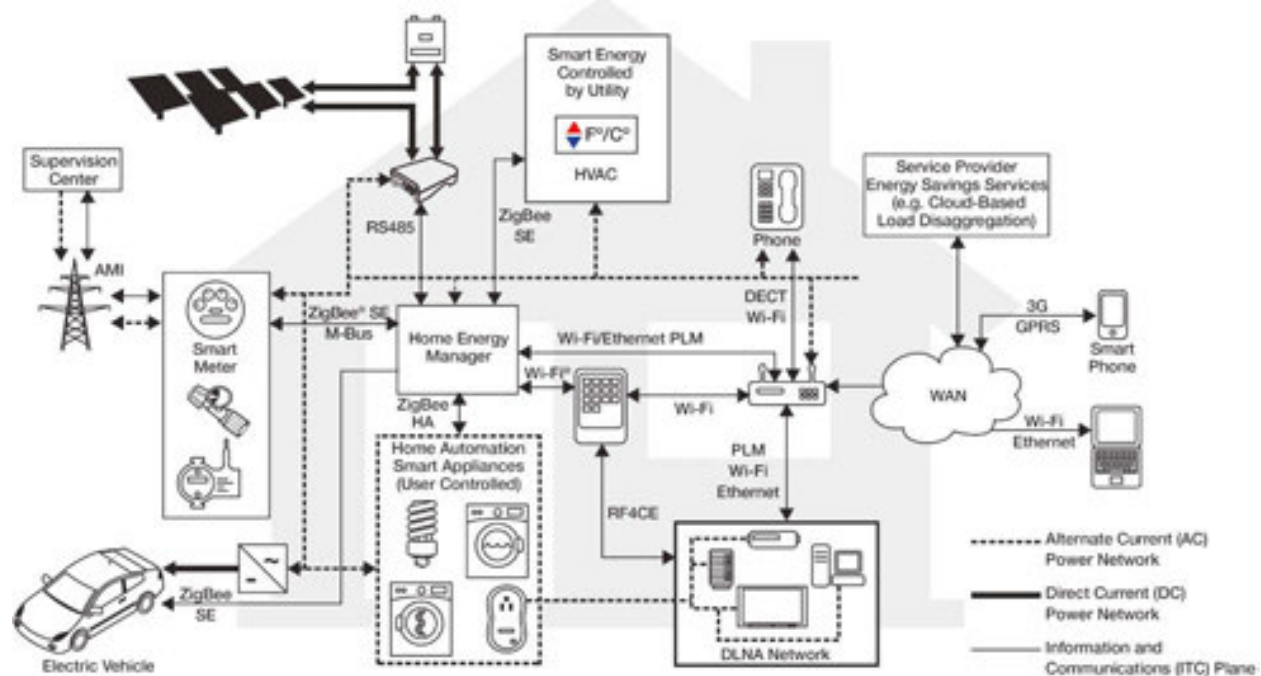 Smart Energy
Controlled
by Utility
F°/C°
HVAC
Supervision
Center
AMI
RS485
ZigBee
SE
Phone
Service Provider
Energy Savings Services
(e.g. Cloud-Based
Load Disaggregation)
Smart
Meter
ZigBee® SE
M-Bus
Home Energy
Manager
DECT
Wi-Fi
Wi-Fi/Ethernet PLM
Wi-Fi®
Wi-Fi
3G
GPRS
Smart
Phone
WAN
Wi-Fi
Ethernet
ZigBee
HA
Home Automation
Smart Appliances
(User Controlled)
PLM
Wi-Fi
Ethernet
RF4CE
ZigBee
SE
Electric Vehicle
DLNA Network
Alternate Current (AC)
Power Network
Direct Current (DC)
Power Network
Information and
Communications (ITC) Plane